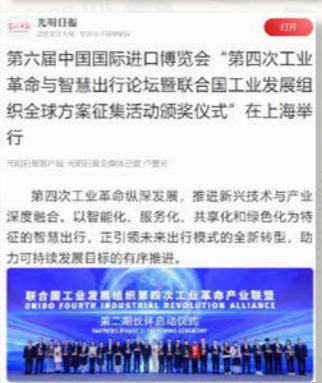 光明日报
打开
第六届中国国际进口博览会“第四次工业
革命与智慧出行论坛暨联合国工业发展组
织全球方案征集活动颁奖仪式”在上海举
行
第四次工业革命纵深发展，推进新兴技术与产业
深度融合。以智能化、服务化、共享化和绿色化为特
征的智慧出行，正引领未来出行模式的全新转型，助
力可持续发展目标的有序推进。
联合国工业发展组织第四次工业革命产业联盟
UNIDO FOURTH INDUSTRIAL REVOLUTION ALLIANCE
第二期伙伴启动仪式